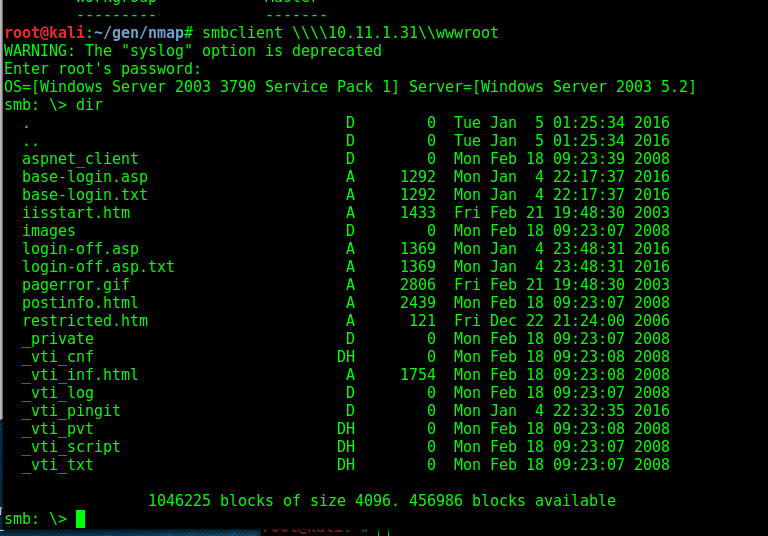 --------- -------
root@kali:~/gen/nmap# smbclient \\\\10.11.1.31\\wwwroot
WARNING: The "syslog" option is deprecated
Enter root's password:
OS=[Windows Server 2003 3790 Service Pack 1] Server=[Windows Server 2003 5.2]
smb: \> dir
. D 0 Tue Jan 5 01:25:34 2016
.. D 0 Tue Jan 5 01:25:34 2016
aspnet_client D 0 Mon Feb 18 09:23:39 2008
base-login.asp A 1292 Mon Jan 4 22:17:37 2016
base-login.txt A 1292 Mon Jan 4 22:17:37 2016
iisstart.htm A 1433 Fri Feb 21 19:48:30 2003
images D 0 Mon Feb 18 09:23:07 2008
login-off.asp A 1369 Mon Jan 4 23:48:31 2016
login-off.asp.txt A 1369 Mon Jan 4 23:48:31 2016
pagerror.gif A 2806 Fri Feb 21 19:48:30 2003
postinfo.html A 2439 Mon Feb 18 09:23:07 2008
restricted.htm A 121 Fri Dec 22 21:24:00 2006
_private D 0 Mon Feb 18 09:23:07 2008
_vti_cnf DH 0 Mon Feb 18 09:23:08 2008
_vti_inf.html A 1754 Mon Feb 18 09:23:08 2008
_vti_log D 0 Mon Feb 18 09:23:07 2008
_vti_pingit D 0 Mon Jan 4 22:32:35 2016
_vti_pvt DH 0 Mon Feb 18 09:23:08 2008
_vti_script DH 0 Mon Feb 18 09:23:07 2008
_vti_txt DH 0 Mon Feb 18 09:23:07 2008
1046225 blocks of size 4096. 456986 blocks available
smb: \>